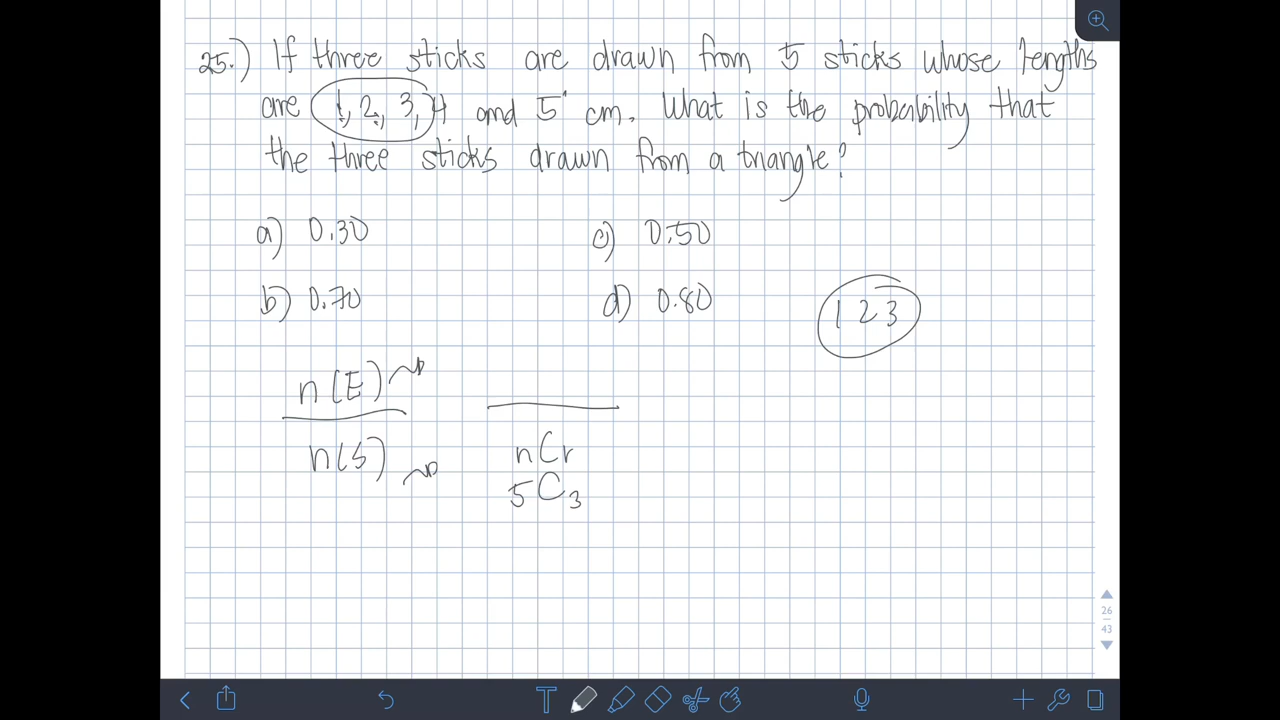 25.) If three sticks are drawn from 5 sticks whose lengths
are 1, 2, 3, 4 and 5 cm. What is the probability that
the three sticks drawn from a triangle?
a) 0.30
c) 0.50
b) 0.70
d) 0.80
1 2 3
n(E)
n(S)
nCr
5C3
26
43
T